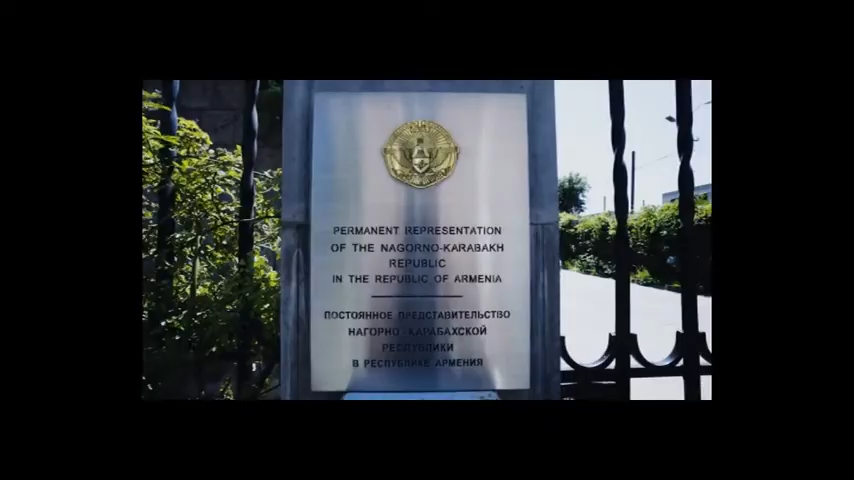 PERMANENT REPRESENTATION
OF THE NAGORNO-KARABAKH
REPUBLIC
IN THE REPUBLIC OF ARMENIA
ПОСТОЯННОЕ ПРЕДСТАВИТЕЛЬСТВО
НАГОРНО-КАРАБАХСКОЙ
РЕСПУБЛИКИ
В РЕСПУБЛИКЕ АРМЕНИЯ